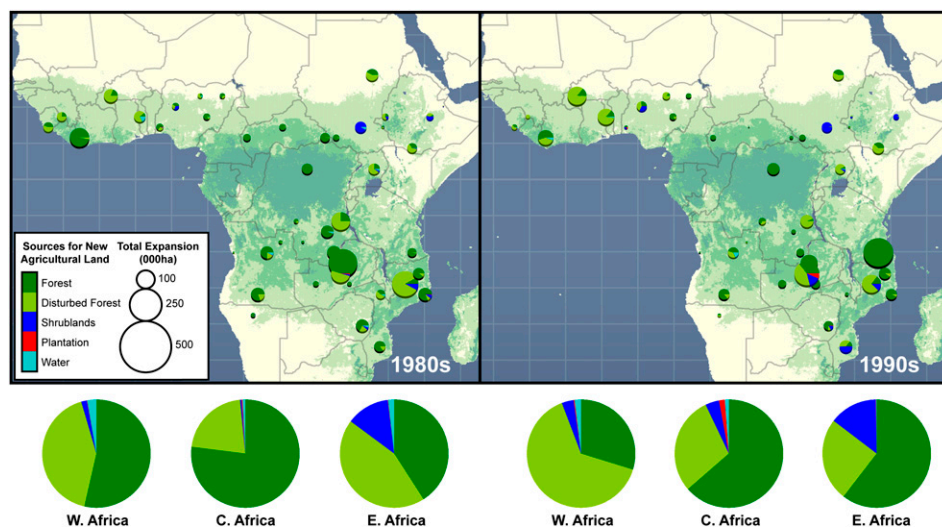 1980s
1990s
Sources for New
Agricultural Land
Forest
Disturbed Forest
Shrublands
Plantation
Water
Total Expansion
(000ha)
100
250
500
W. Africa
C. Africa
E. Africa
W. Africa
C. Africa
E. Africa